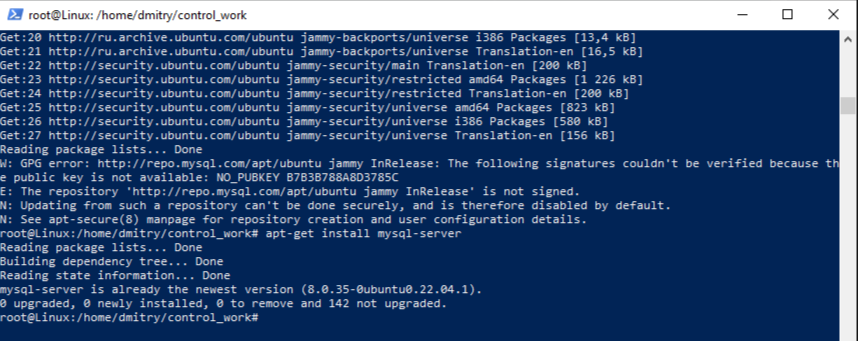 root@Linux: /home/dmitry/control_work
Get:20 http://ru.archive.ubuntu.com/ubuntu jammy-backports/universe i386 Packages [13,4 kB]
Get:21 http://ru.archive.ubuntu.com/ubuntu jammy-backports/universe Translation-en [16,5 kB]
Get:22 http://security.ubuntu.com/ubuntu jammy-security/main Translation-en [200 kB]
Get:23 http://security.ubuntu.com/ubuntu jammy-security/restricted amd64 Packages [1 226 kB]
Get:24 http://security.ubuntu.com/ubuntu jammy-security/restricted Translation-en [200 kB]
Get:25 http://security.ubuntu.com/ubuntu jammy-security/universe amd64 Packages [823 kB]
Get:26 http://security.ubuntu.com/ubuntu jammy-security/universe i386 Packages [580 kB]
Get:27 http://security.ubuntu.com/ubuntu jammy-security/universe Translation-en [156 kB]
Reading package lists... Done
W: GPG error: http://repo.mysql.com/apt/ubuntu jammy InRelease: The following signatures couldn't be verified because th
e public key is not available: NO_PUBKEY B7B3B788A8D3785C
E: The repository 'http://repo.mysql.com/apt/ubuntu jammy InRelease' is not signed.
N: Updating from such a repository can't be done securely, and is therefore disabled by default.
N: See apt-secure(8) manpage for repository creation and user configuration details.
root@Linux:/home/dmitry/control_work# apt-get install mysql-server
Reading package lists... Done
Building dependency tree... Done
Reading state information... Done
mysql-server is already the newest version (8.0.35-0ubuntu0.22.04.1).
0 upgraded, 0 newly installed, 0 to remove and 142 not upgraded.
root@Linux:/home/dmitry/control_work#